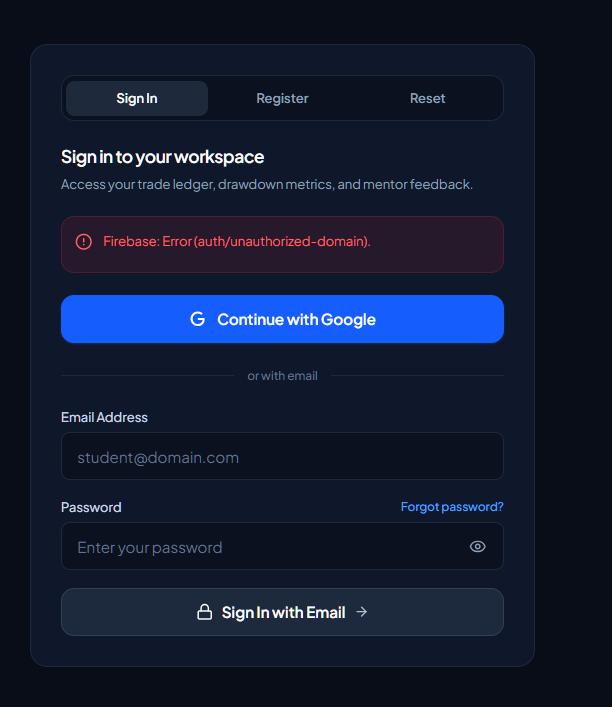 Sign In
Register
Reset
Sign in to your workspace
Access your trade ledger, drawdown metrics, and mentor feedback.
Firebase: Error (auth/unauthorized-domain).
G Continue with Google
or with email
Email Address
student@domain.com
Password
Forgot password?
Enter your password
Sign In with Email →